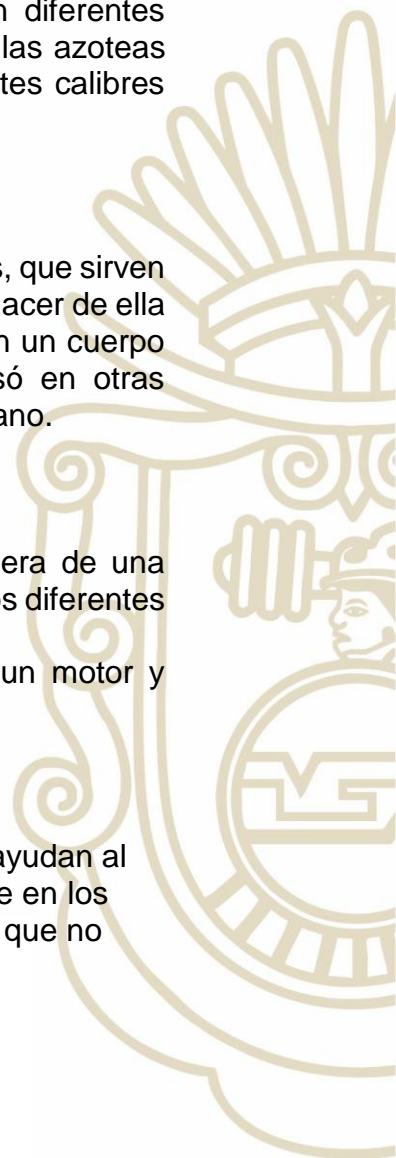 n diferentes
las azoteas
tes calibres
s, que sirven
acer de ella
n un cuerpo
só en otras
ano.
era de una
os diferentes
un motor y
ayudan al
e en los
que no